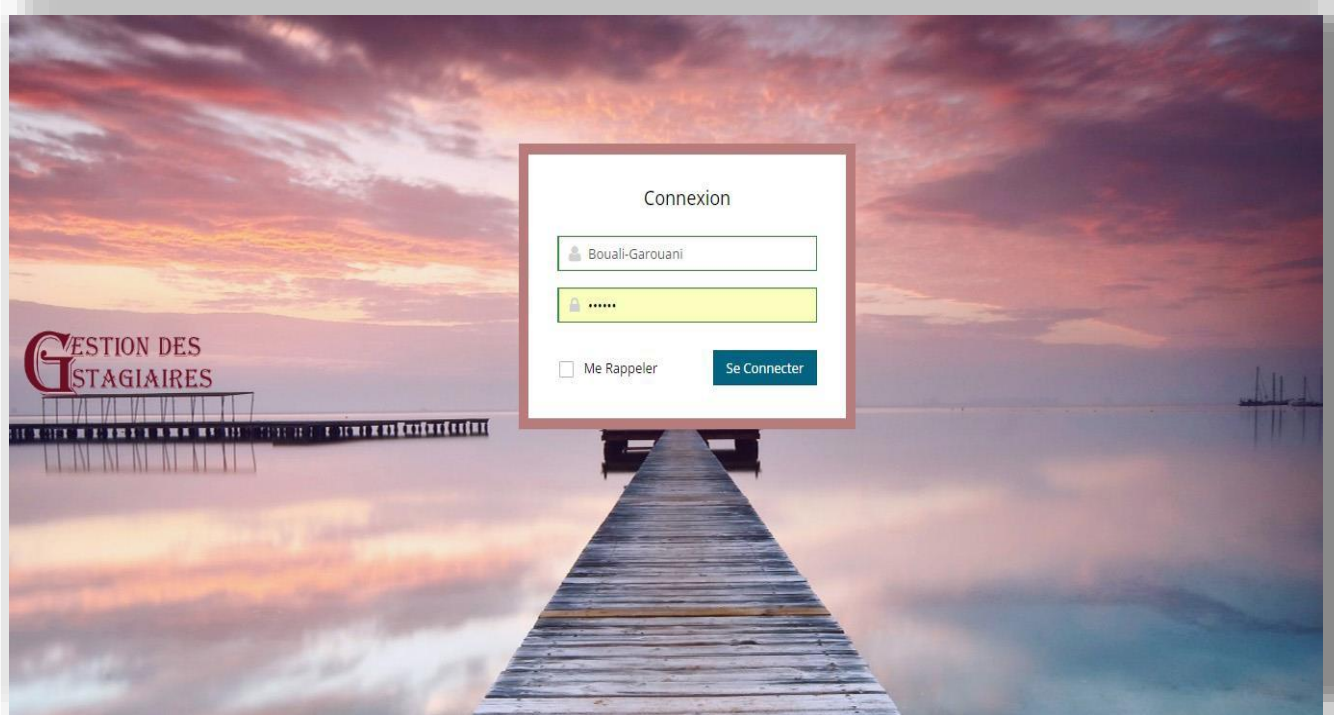 Connexion
Bouali-Garouani
••••••
GESTION DES
STAGIAIRES
Me Rappeler
Se Connecter